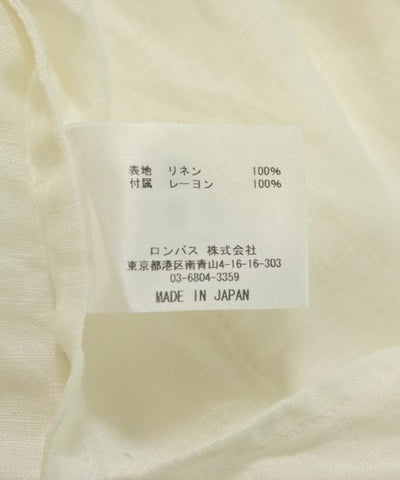 表地 リネン 100%
付属 レーヨン 100%
ロンバス 株式会社
東京都港区南青山4-16-16-303
03-6804-3359
MADE IN JAPAN